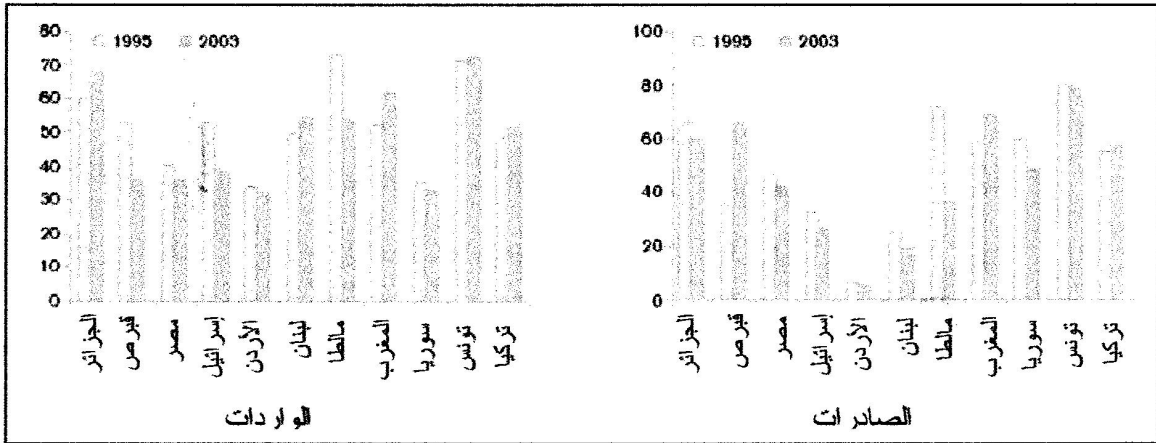 80
70
60
50
40
30
20
10
0
1995 2003
الجزائر
قبرص
مصر
إسرائيل
الأردن
لبنان
مالطا
المغرب
سوريا
تونس
تركيا
الواردات
100
80
60
40
20
0
1995 2003
الجزائر
قبرص
مصر
إسرائيل
الأردن
لبنان
مالطا
المغرب
سوريا
تونس
تركيا
الصادرات